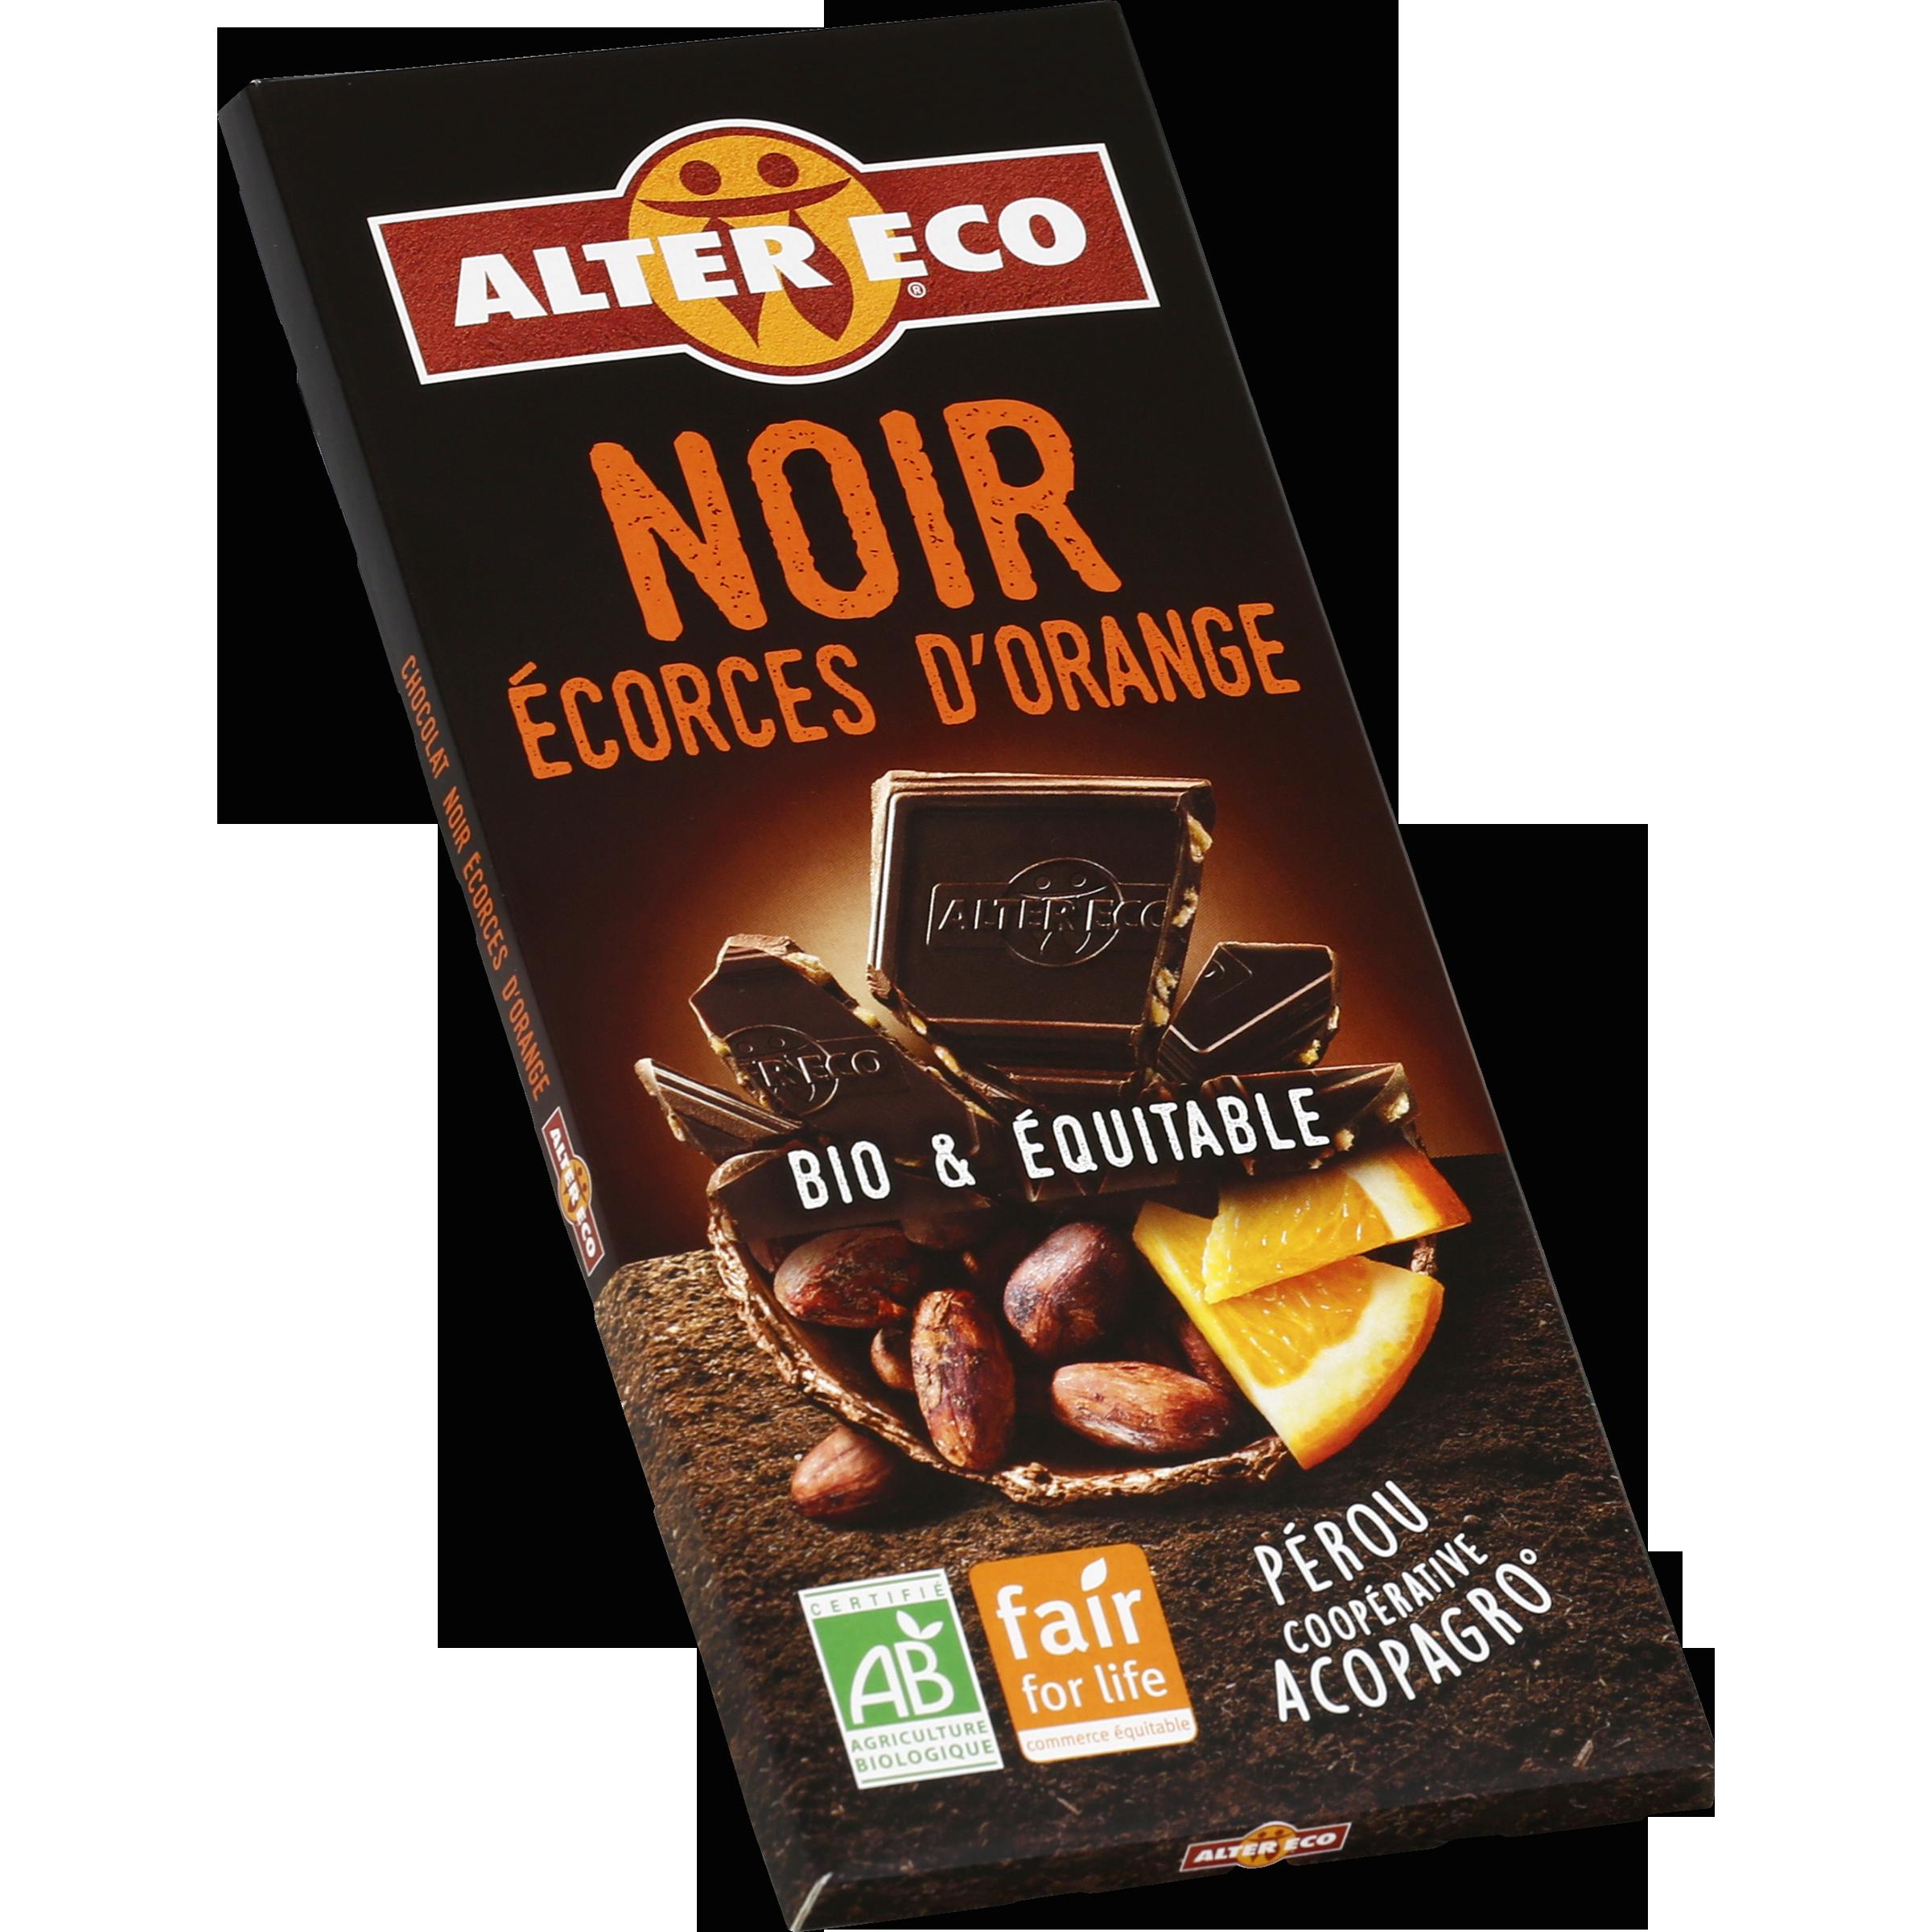 ALTER ECO
®
NOIR
ÉCORCES D'ORANGE
ALTER ECO
R ECO
BIO & ÉQUITABLE
PÉROU
COOPÉRATIVE
ACOPAGRO°
CERTIFIÉ
AB
AGRICULTURE
BIOLOGIQUE
fair
for life
commerce équitable
CHOCOLAT NOIR ÉCORCES D'ORANGE
ALTER ECO
ALTER ECO